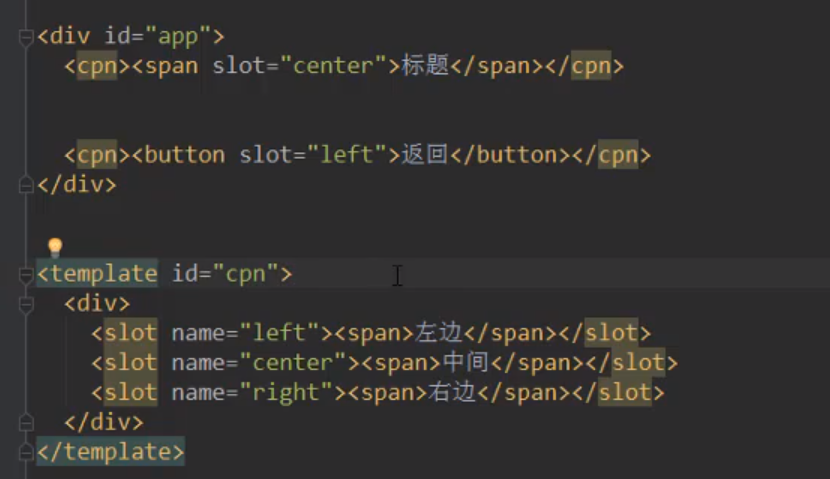 <div id="app">
<cpn><span slot="center">标题</span></cpn>
<cpn><button slot="left">返回</button></cpn>
</div>
<template id="cpn">
<div>
<slot name="left"><span>左边</span></slot>
<slot name="center"><span>中间</span></slot>
<slot name="right"><span>右边</span></slot>
</div>
</template>